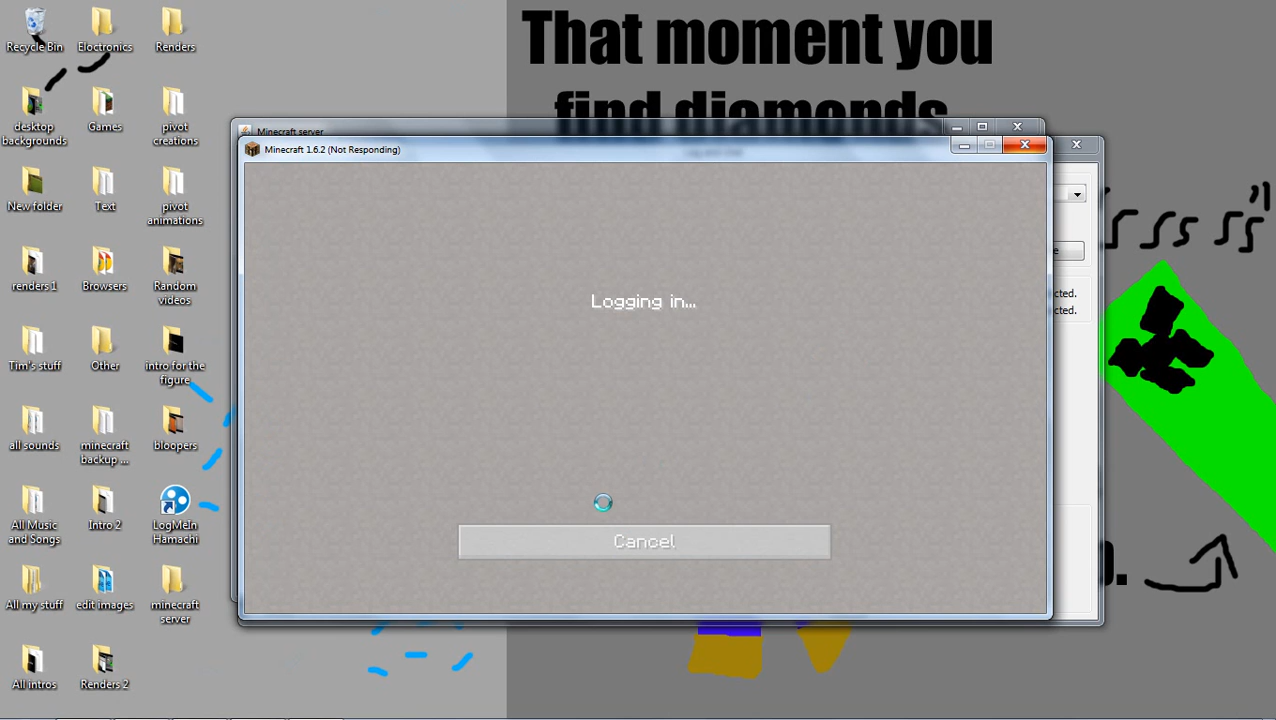 That moment you
find diamonds
Recycle Bin
Eloctronics
Renders
desktop
backgrounds
Games
pivot
creations
New folder
Text
pivot
animations
renders 1
Browsers
Random
videos
Tim's stuff
Other
intro for the
figure
all sounds
minecraft
backup ...
bloopers
All Music
and Songs
Intro 2
LogMeIn
Hamachi
All my stuff
edit images
minecraft
server
All intros
Renders 2
Minecraft server
Minecraft 1.6.2 (Not Responding)
Logging in...
Cancel